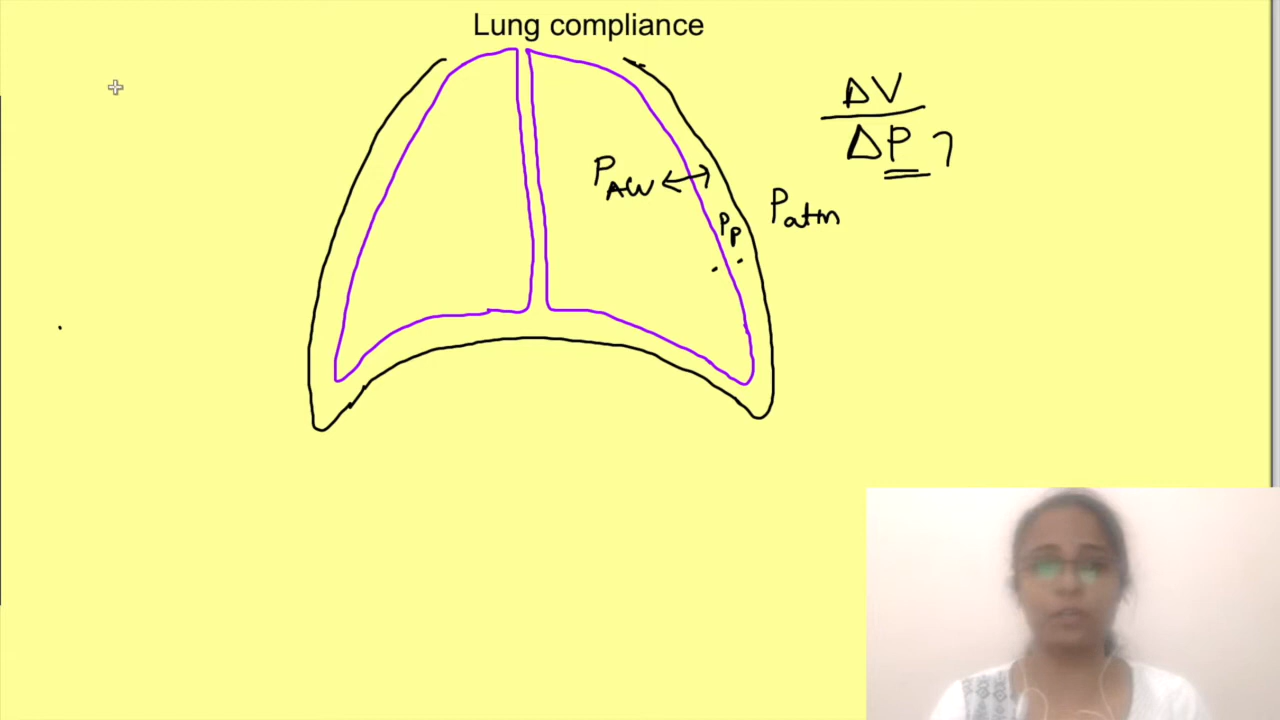 Lung compliance
ΔV
ΔP ?
P_AW
P_atm
P_p